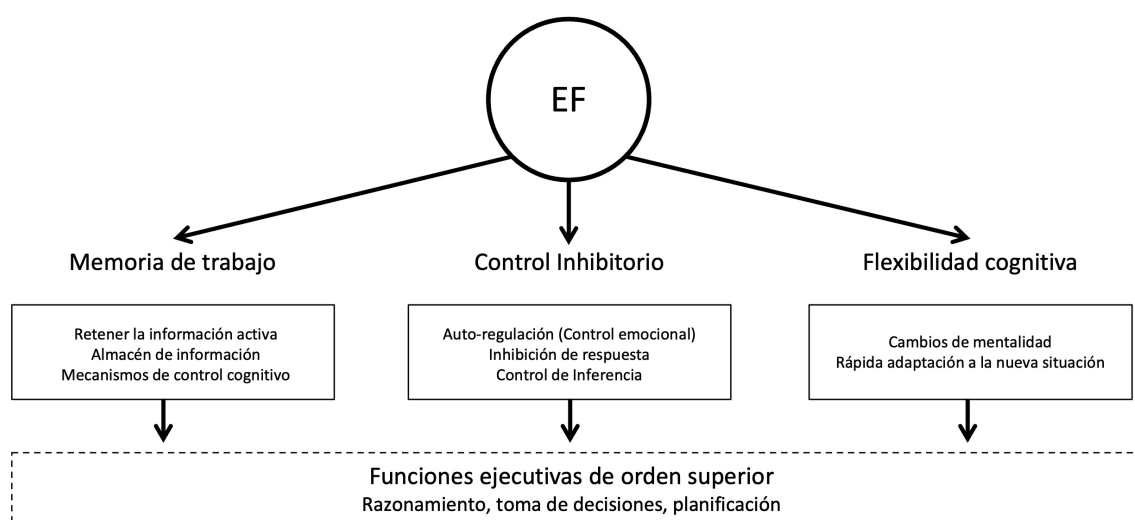 EF
Memoria de trabajo
Control Inhibitorio
Flexibilidad cognitiva
Retener la información activa
Almacén de información
Mecanismos de control cognitivo
Auto-regulación (Control emocional)
Inhibición de respuesta
Control de Inferencia
Cambios de mentalidad
Rápida adaptación a la nueva situación
Funciones ejecutivas de orden superior
Razonamiento, toma de decisiones, planificación